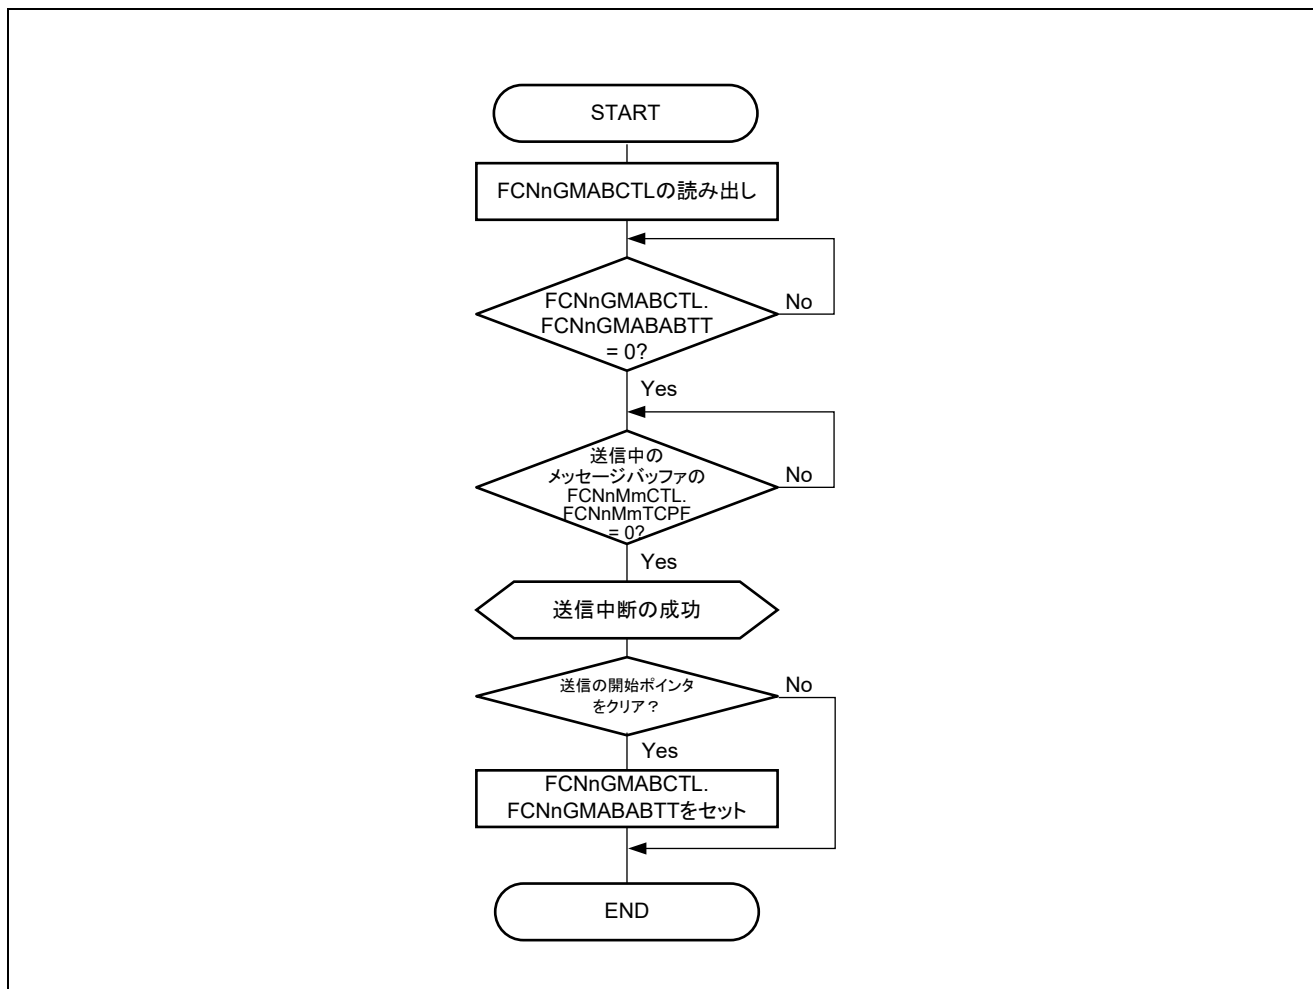 START
FCNnGMABCTLの読み出し
FCNnGMABCTL.
FCNnGMABABTT
= 0?
No
Yes
送信中の
メッセージバッファの
FCNnMmCTL.
FCNnMmTCPF
= 0?
No
Yes
送信中断の成功
送信の開始ポインタ
をクリア？
No
Yes
FCNnGMABCTL.
FCNnGMABABTTをセット
END